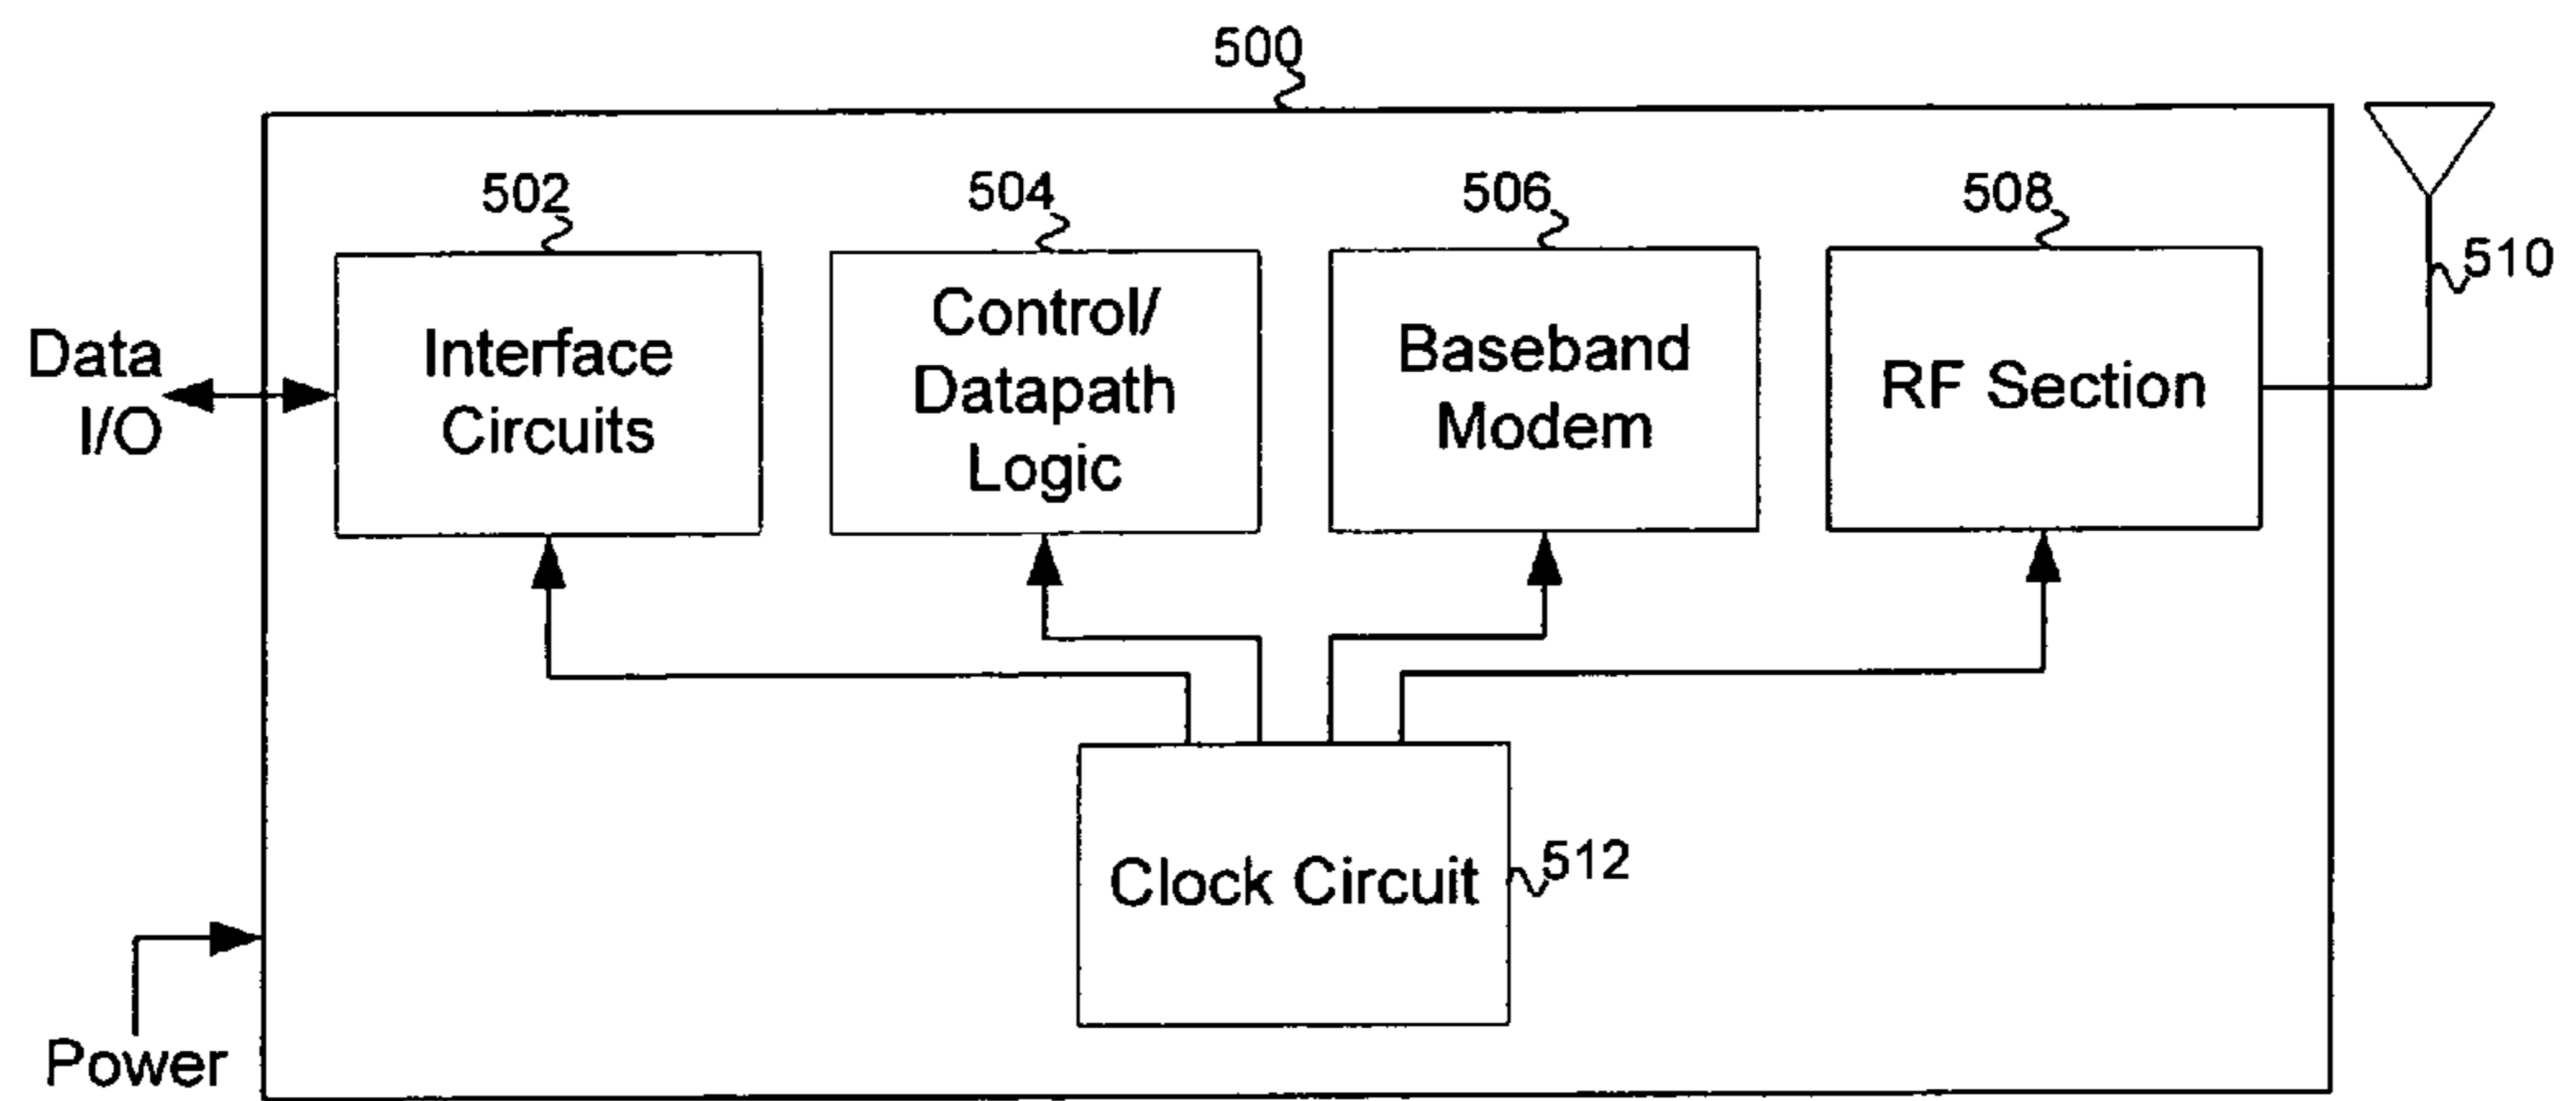 500
502
504
506
508
510
Data
I/O
Interface
Circuits
Control/
Datapath
Logic
Baseband
Modem
RF Section
Clock Circuit
512
Power